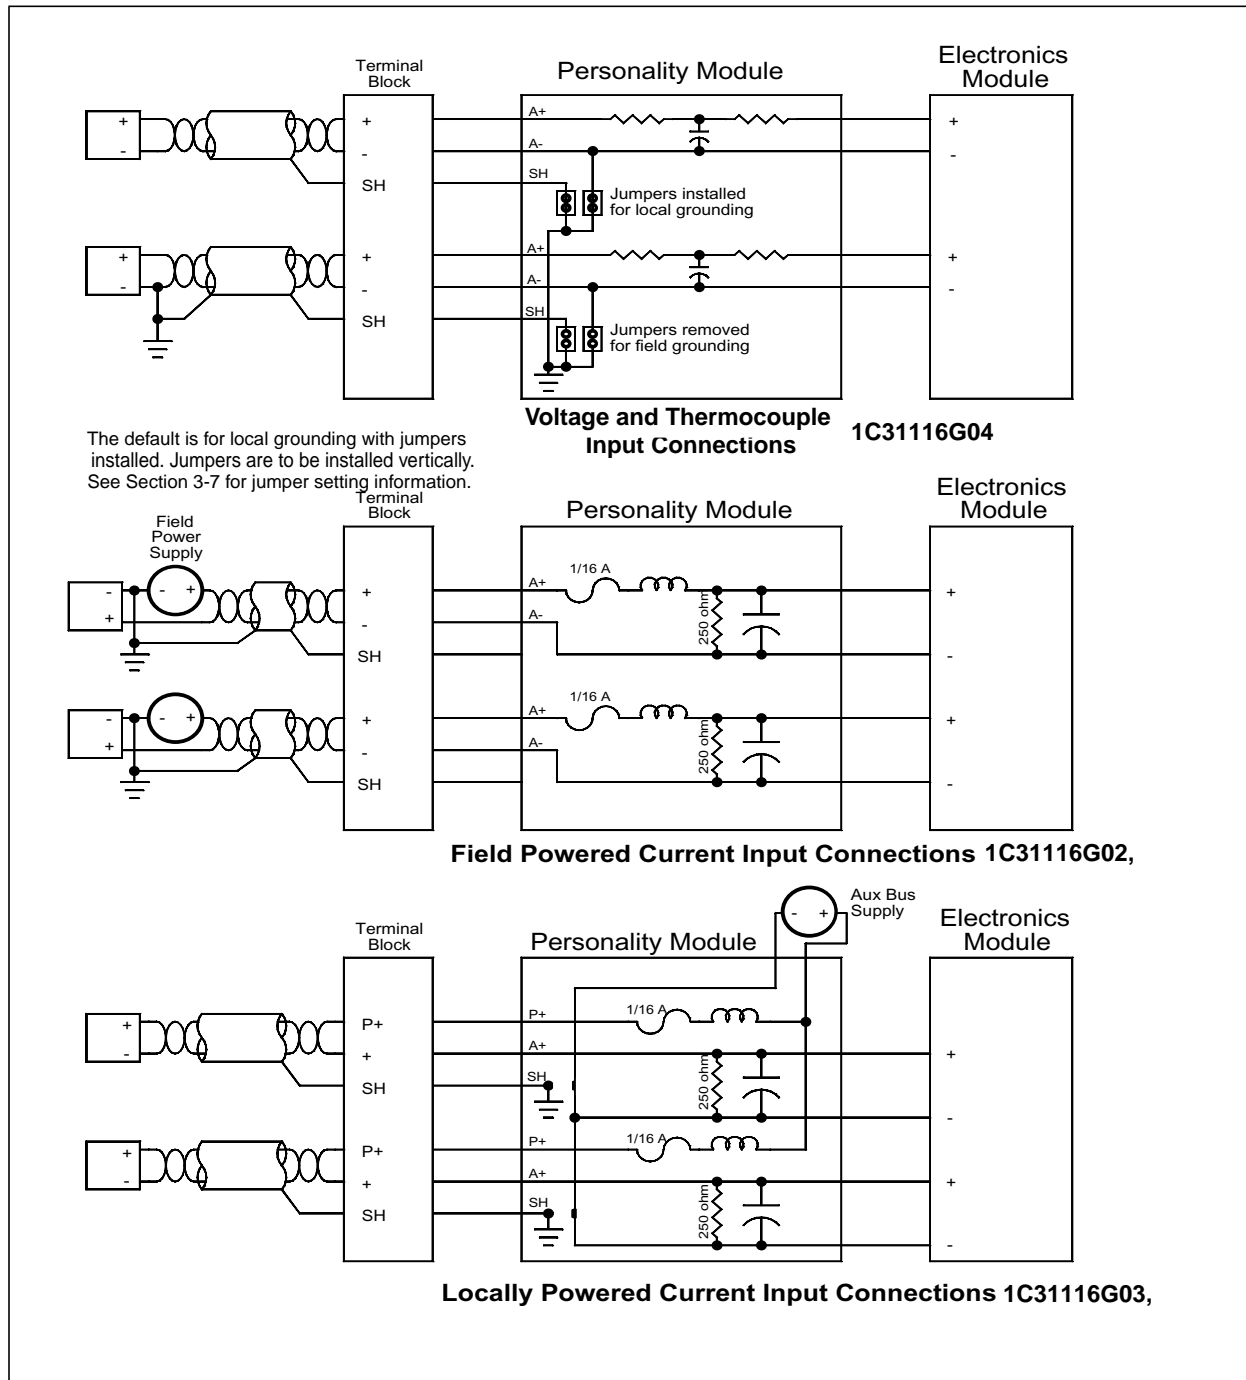 Terminal
Block
Personality Module
Electronics
Module
+
-
+
-
SH
A+
A-
SH
+
-
Jumpers installed
for local grounding
+
-
+
-
SH
A+
A-
SH
+
-
Jumpers removed
for field grounding
Voltage and Thermocouple
Input Connections
1C31116G04
The default is for local grounding with jumpers
installed. Jumpers are to be installed vertically.
See Section 3-7 for jumper setting information.
Terminal
Block
Personality Module
Electronics
Module
Field
Power
Supply
-
+
- +
+
-
SH
A+
A-
1/16 A
250 ohm
+
-
-
+
- +
+
-
SH
A+
A-
1/16 A
250 ohm
+
-
Field Powered Current Input Connections 1C31116G02,
Aux Bus
Supply
- +
Terminal
Block
Personality Module
Electronics
Module
+
-
P+
+
SH
P+
A+
SH
1/16 A
250 ohm
+
-
+
-
P+
+
SH
P+
A+
SH
1/16 A
250 ohm
+
-
Locally Powered Current Input Connections 1C31116G03,